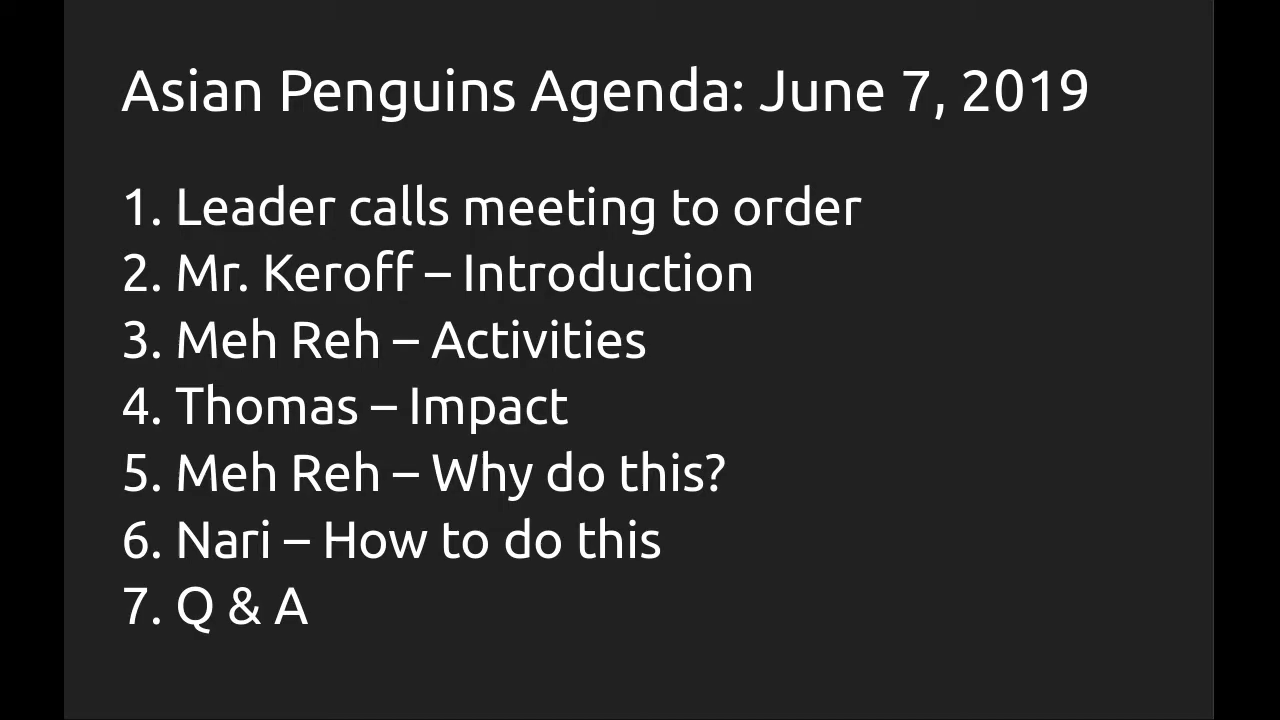 Asian Penguins Agenda: June 7, 2019
1. Leader calls meeting to order
2. Mr. Keroff – Introduction
3. Meh Reh – Activities
4. Thomas – Impact
5. Meh Reh – Why do this?
6. Nari – How to do this
7. Q & A